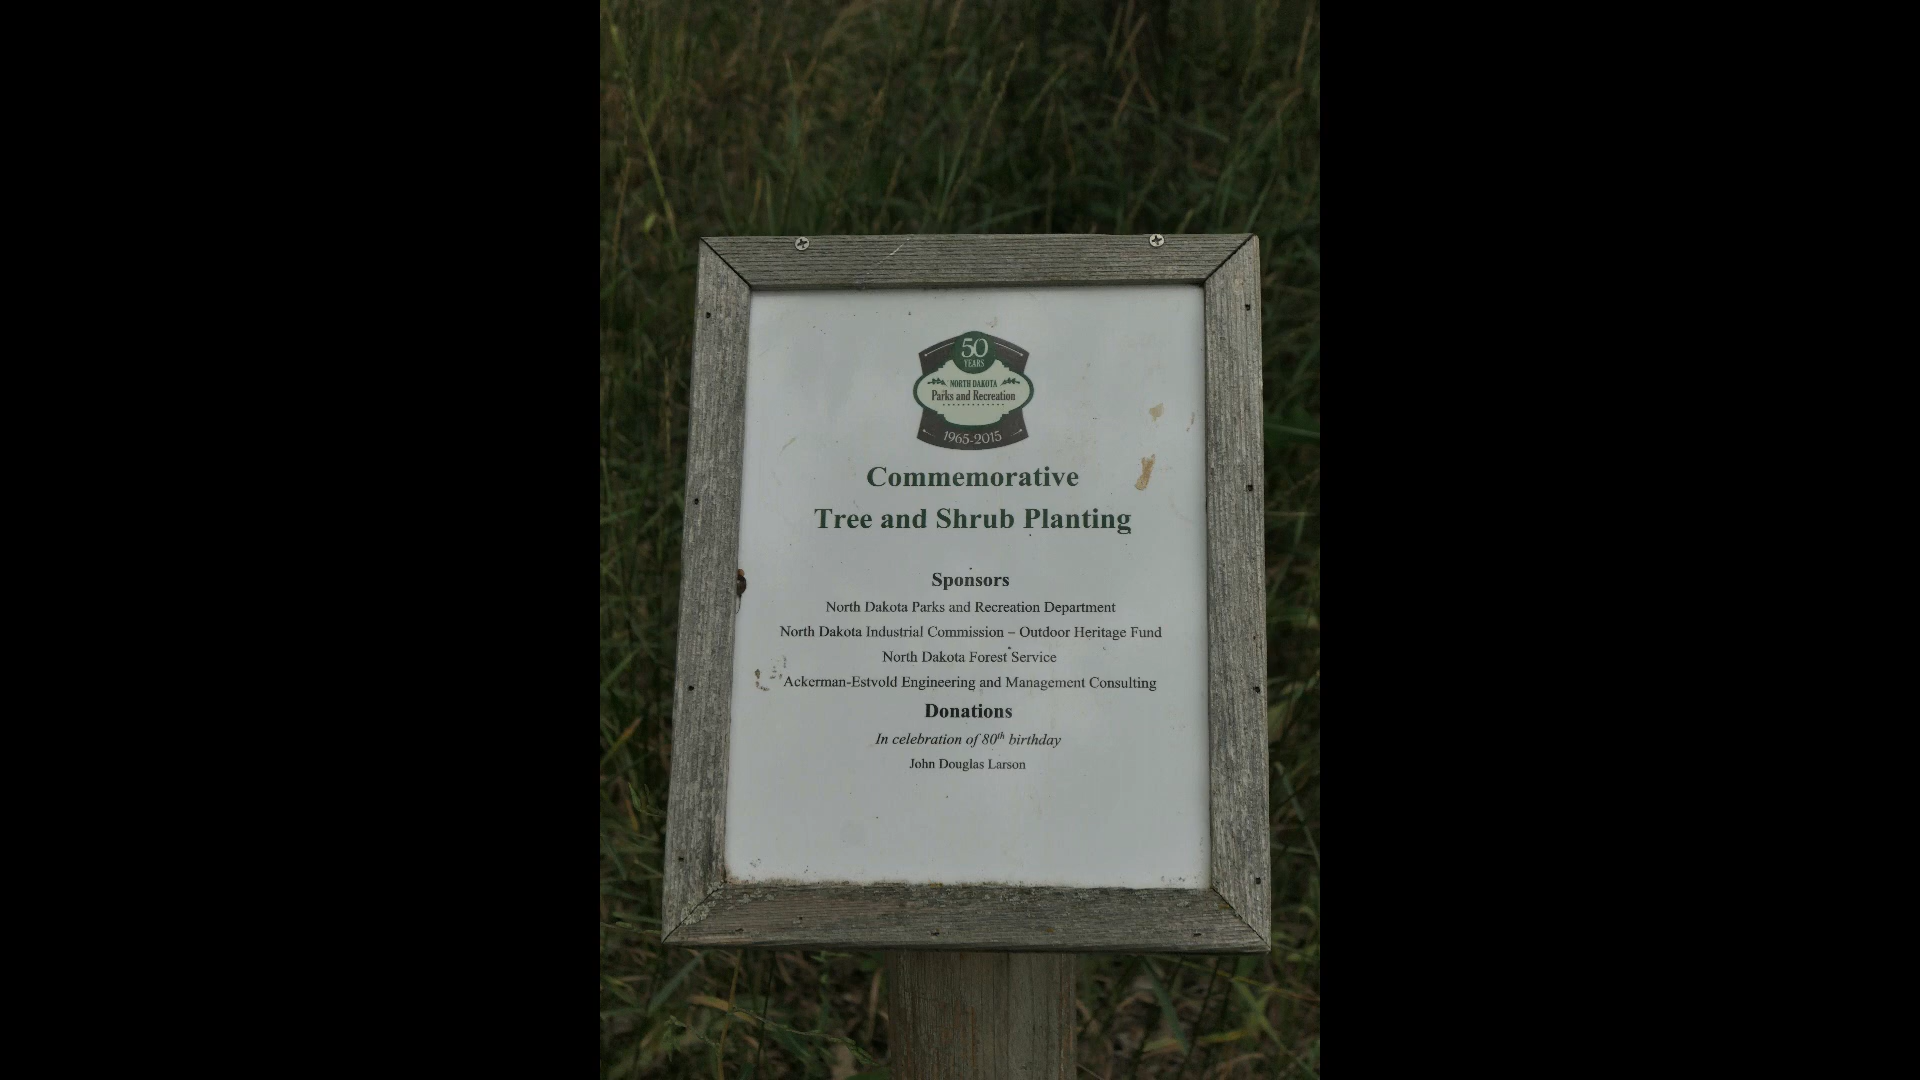 50
YEARS
NORTH DAKOTA
Parks and Recreation
1965-2015
Commemorative
Tree and Shrub Planting
Sponsors
North Dakota Parks and Recreation Department
North Dakota Industrial Commission – Outdoor Heritage Fund
North Dakota Forest Service
Ackerman-Estvold Engineering and Management Consulting
Donations
In celebration of 80th birthday
John Douglas Larson